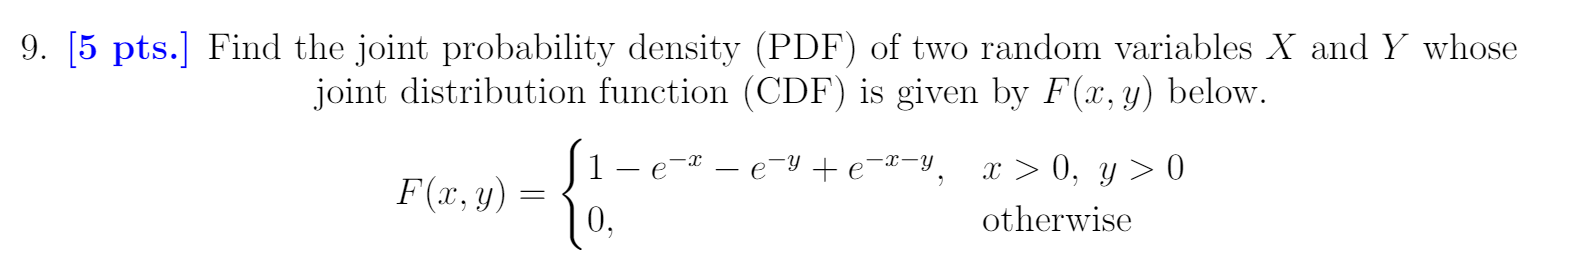 9. [5 pts.] Find the joint probability density (PDF) of two random variables X and Y whose
joint distribution function (CDF) is given by F(x, y) below.
F(x, y) = { 1 − e^{−x} − e^{−y} + e^{−x−y}, x > 0, y > 0
0, otherwise